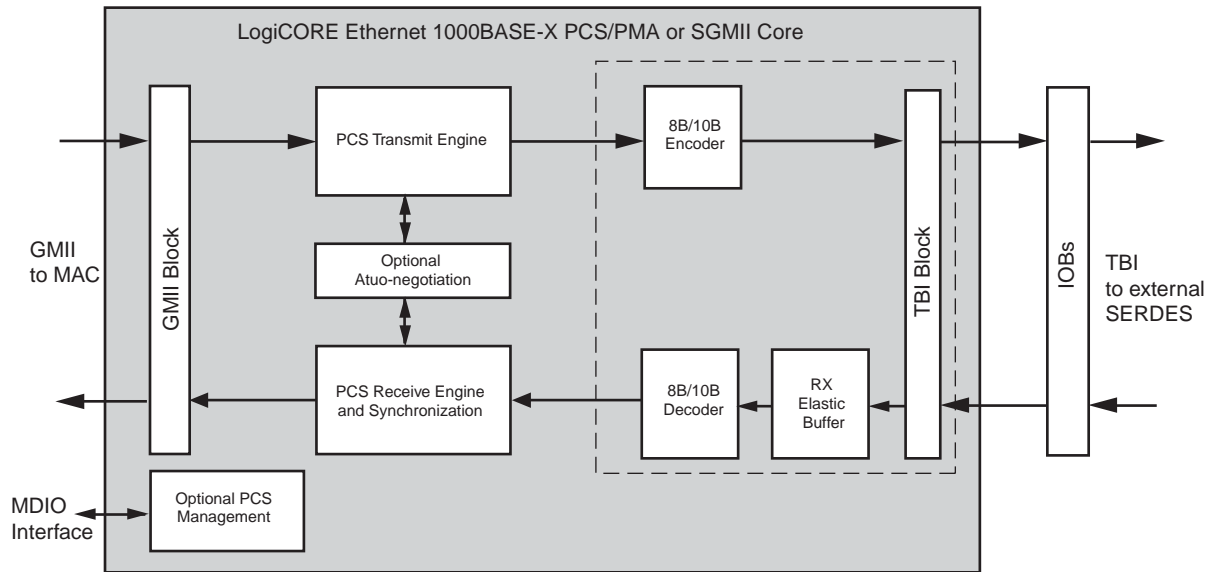 LogiCORE Ethernet 1000BASE-X PCS/PMA or SGMII Core
GMII
to MAC
GMII Block
PCS Transmit Engine
8B/10B
Encoder
Optional
Atuo-negotiation
TBI Block
IOBs
TBI
to external
SERDES
PCS Receive Engine
and Synchronization
8B/10B
Decoder
RX
Elastic
Buffer
MDIO
Interface
Optional PCS
Management